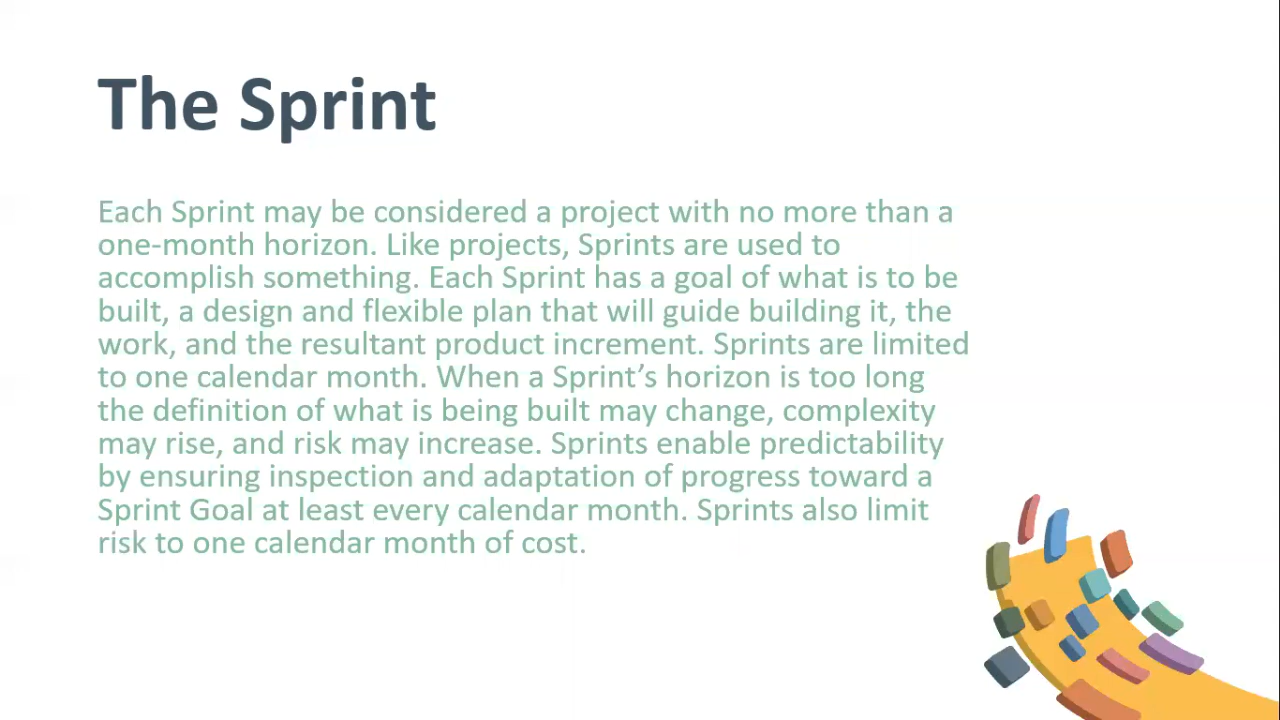 The Sprint
Each Sprint may be considered a project with no more than a
one-month horizon. Like projects, Sprints are used to
accomplish something. Each Sprint has a goal of what is to be
built, a design and flexible plan that will guide building it, the
work, and the resultant product increment. Sprints are limited
to one calendar month. When a Sprint’s horizon is too long
the definition of what is being built may change, complexity
may rise, and risk may increase. Sprints enable predictability
by ensuring inspection and adaptation of progress toward a
Sprint Goal at least every calendar month. Sprints also limit
risk to one calendar month of cost.